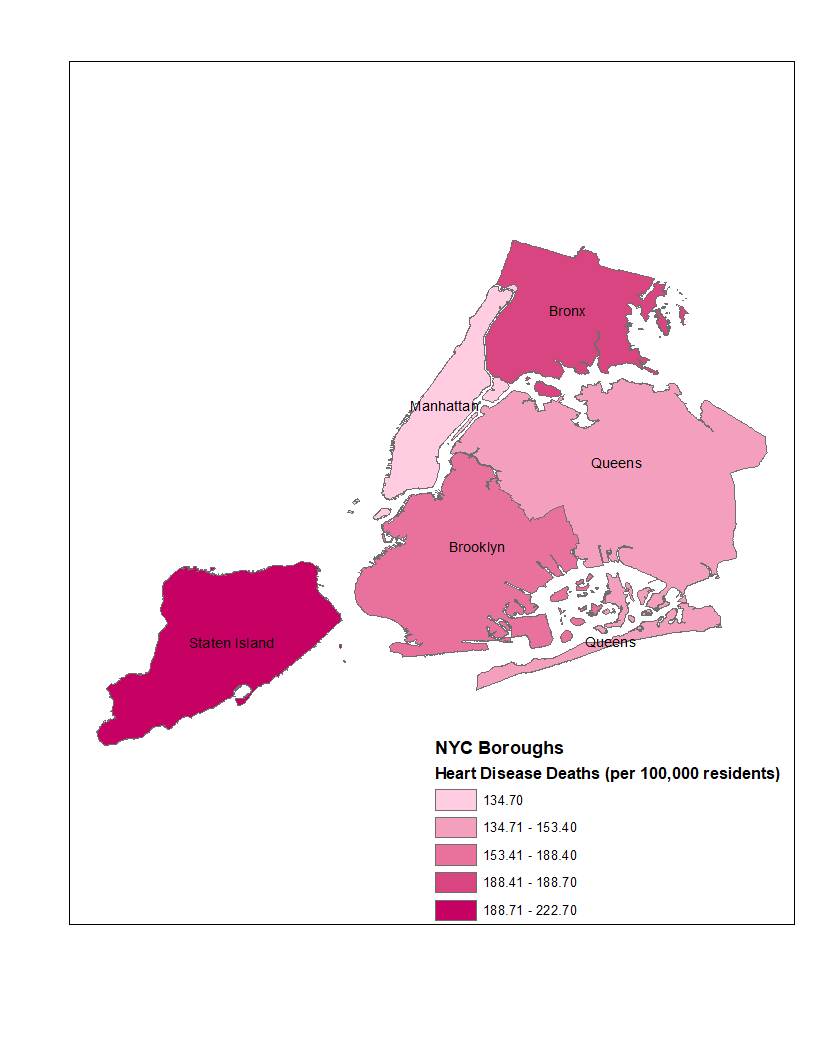 Bronx
Manhattan
Queens
Brooklyn
Queens
Staten Island
NYC Boroughs
Heart Disease Deaths (per 100,000 residents)
134.70
134.71 - 153.40
153.41 - 188.40
188.41 - 188.70
188.71 - 222.70